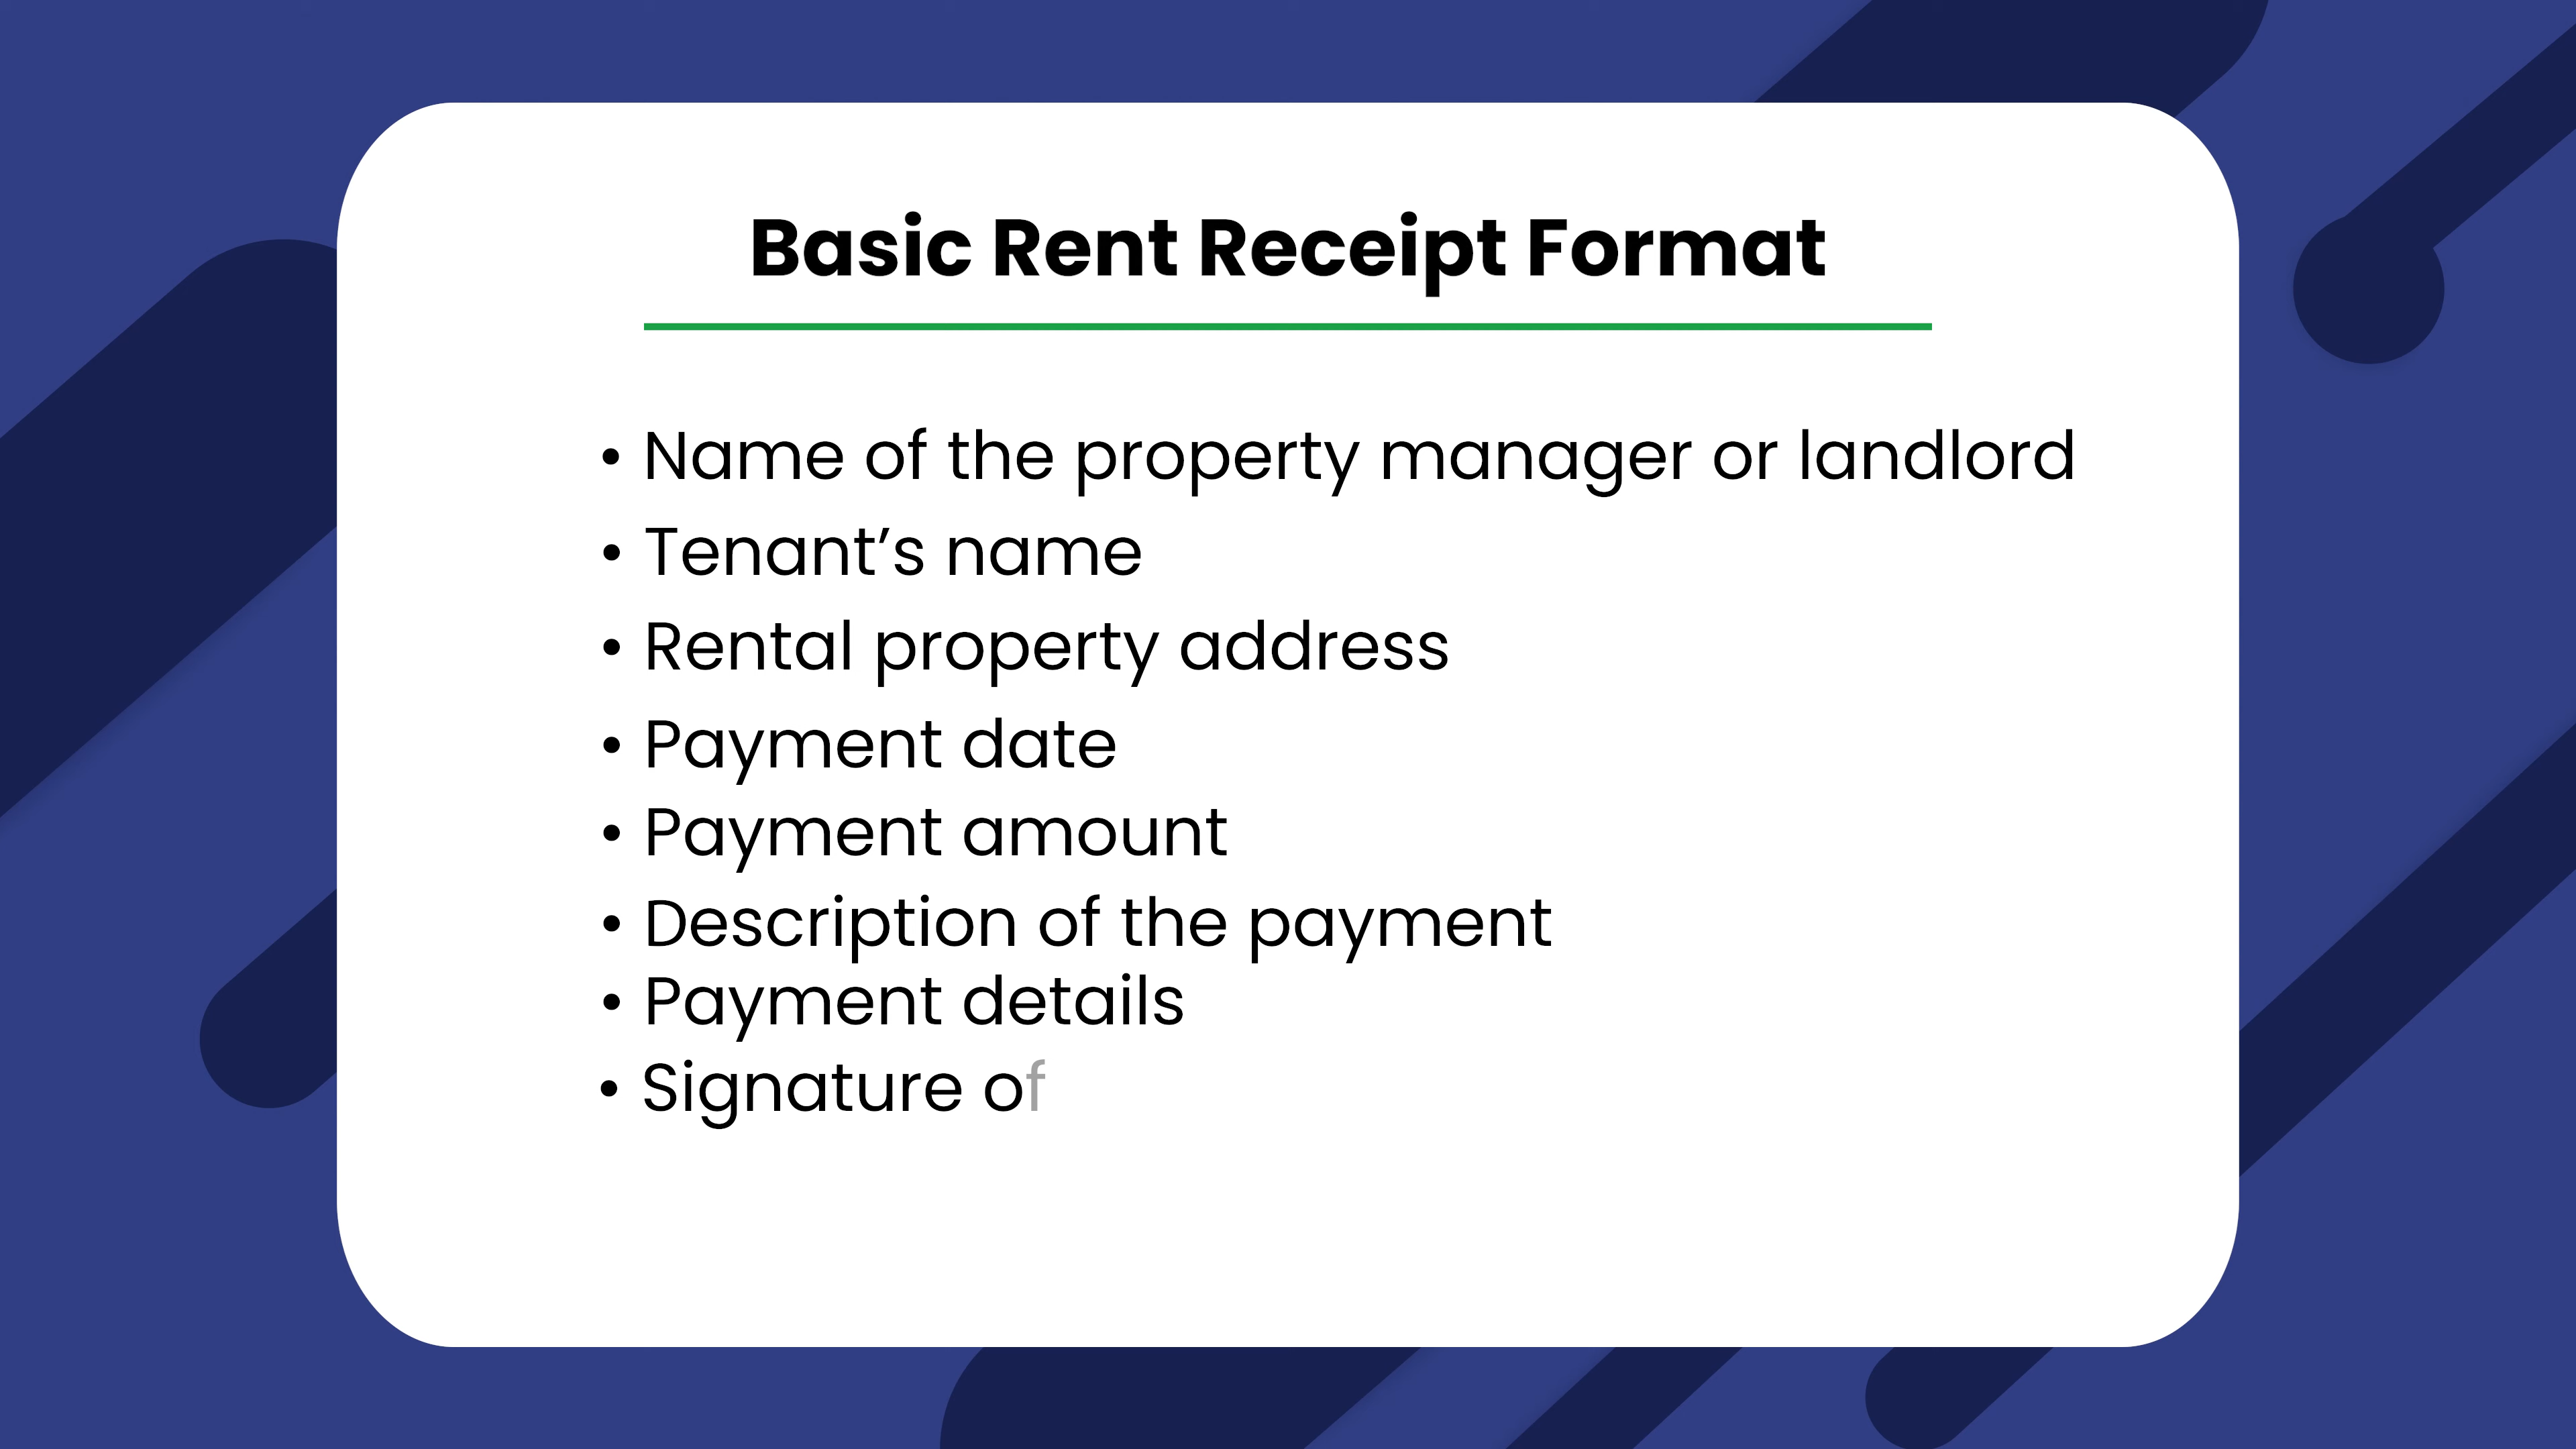 Basic Rent Receipt Format
• Name of the property manager or landlord
• Tenant’s name
• Rental property address
• Payment date
• Payment amount
• Description of the payment
• Payment details
• Signature of